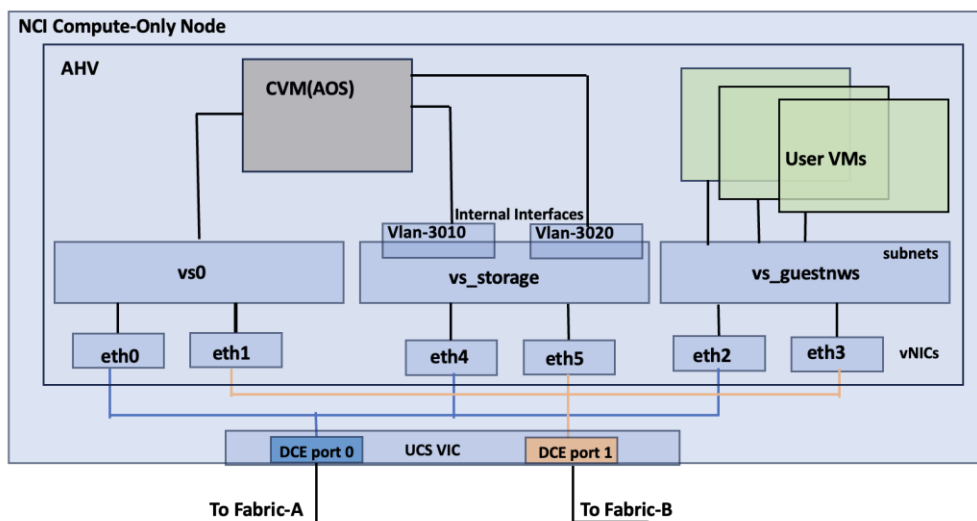 NCI Compute-Only Node
AHV
CVM(AOS)
User VMs
Internal Interfaces
Vlan-3010
Vlan-3020
subnets
vs0
vs_storage
vs_guestnws
eth0
eth1
eth4
eth5
eth2
eth3
vNICs
DCE port 0
UCS VIC
DCE port 1
To Fabric-A
To Fabric-B